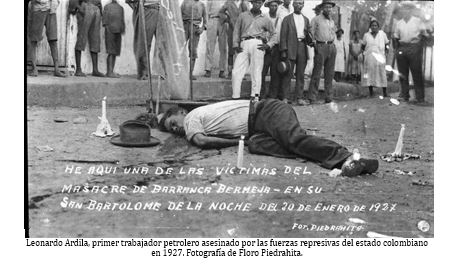 HE AQUI UNA DE LAS VICTIMAS DEL
MASACRE DE BARRANCA BERMEJA - EN SU
SAN BARTOLOME DE LA NOCHE DEL 20 DE ENERO DE 1927
FOT. PIEDRAHITA.
Leonardo Ardila, primer trabajador petrolero asesinado por las fuerzas represivas del estado colombiano
en 1927. Fotografía de Floro Piedrahita.